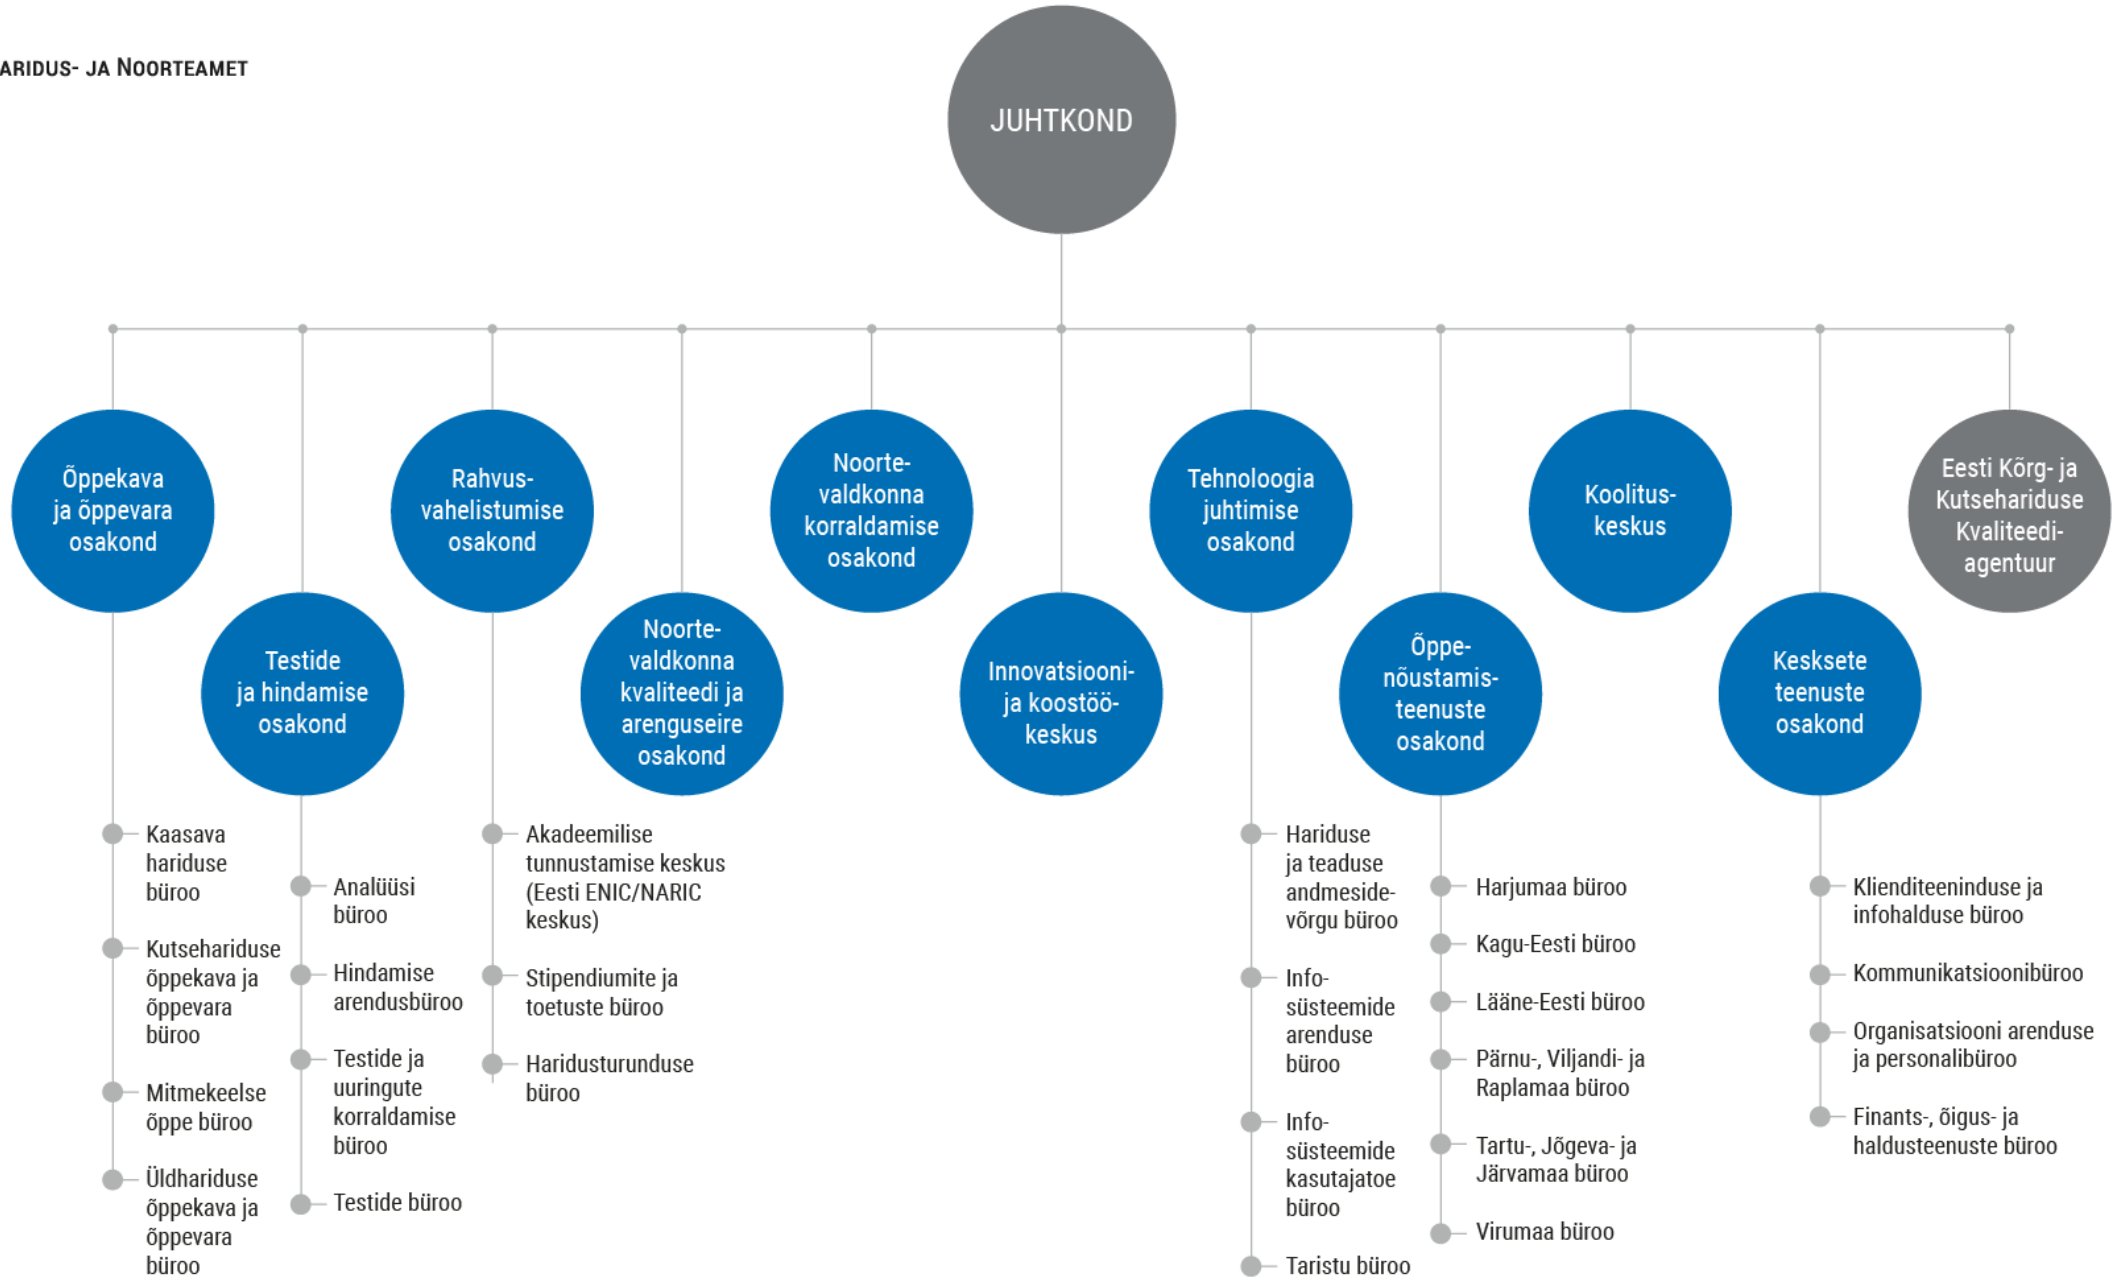 ARIDUS- JA NOORTEAMET
JUHTKOND
Õppekava
ja õppevara
osakond
Kaasava
hariduse
büroo
Kutsehariduse
õppekava ja
õppevara
büroo
Mitmekeelse
õppe büroo
Üldhariduse
õppekava ja
õppevara
büroo
Testide
ja hindamise
osakond
Analüüsi
büroo
Hindamise
arendusbüroo
Testide ja
uuringute
korraldamise
büroo
Testide büroo
Rahvus-
vahelistumise
osakond
Akadeemilise
tunnustamise keskus
(Eesti ENIC/NARIC
keskus)
Stipendiumite ja
toetuste büroo
Haridusturunduse
büroo
Noorte-
valdkonna
kvaliteedi ja
arenguseire
osakond
Noorte-
valdkonna
korraldamise
osakond
Innovatsiooni-
ja koostöö-
keskus
Tehnoloogia
juhtimise
osakond
Hariduse
ja teaduse
andmeside-
võrgu büroo
Info-
süsteemide
arenduse
büroo
Info-
süsteemide
kasutajatoe
büroo
Taristu büroo
Õppe-
nõustamis-
teenuste
osakond
Harjumaa büroo
Kagu-Eesti büroo
Lääne-Eesti büroo
Pärnu-, Viljandi- ja
Raplamaa büroo
Tartu-, Jõgeva- ja
Järvamaa büroo
Virumaa büroo
Koolitus-
keskus
Kesksete
teenuste
osakond
Klienditeeninduse ja
infohalduse büroo
Kommunikatsioonibüroo
Organisatsiooni arenduse
ja personalibüroo
Finants-, õigus- ja
haldusteenuste büroo
Eesti Kõrg- ja
Kutsehariduse
Kvaliteedi-
agentuur